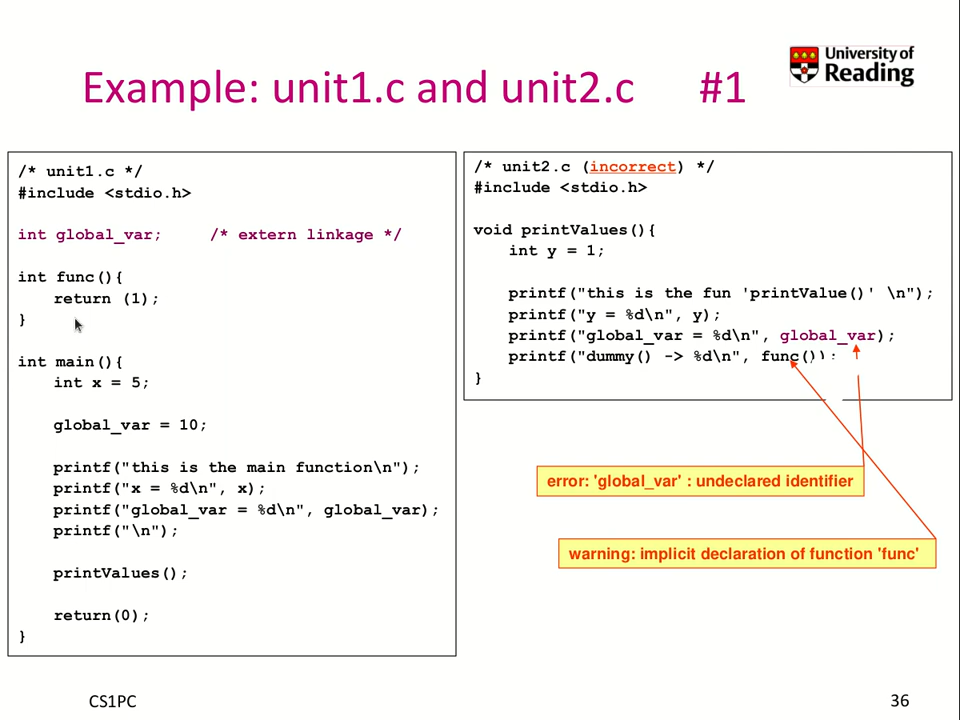 Example: unit1.c and unit2.c #1
University of
Reading
/* unit1.c */
#include <stdio.h>
int global_var; /* extern linkage */
int func(){
return (1);
}
int main(){
int x = 5;
global_var = 10;
printf("this is the main function\n");
printf("x = %d\n", x);
printf("global_var = %d\n", global_var);
printf("\n");
printValues();
return(0);
}
/* unit2.c (incorrect) */
#include <stdio.h>
void printValues(){
int y = 1;
printf("this is the fun 'printValue()' \n");
printf("y = %d\n", y);
printf("global_var = %d\n", global_var);
printf("dummy() -> %d\n", func());
}
error: 'global_var' : undeclared identifier
warning: implicit declaration of function 'func'
CS1PC
36